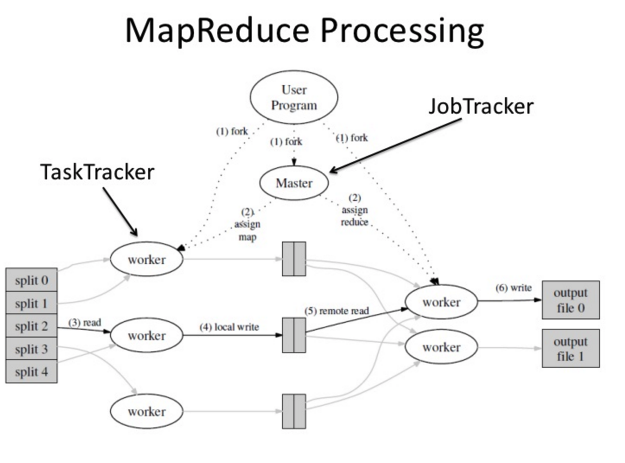 MapReduce Processing
User
Program
JobTracker
(1) fork
(1) fork
(1) fork
TaskTracker
Master
(2)
assign
map
(2)
assign
reduce
worker
split 0
split 1
split 2
split 3
split 4
(3) read
worker
(4) local write
(5) remote read
worker
(6) write
output
file 0
worker
output
file 1
worker